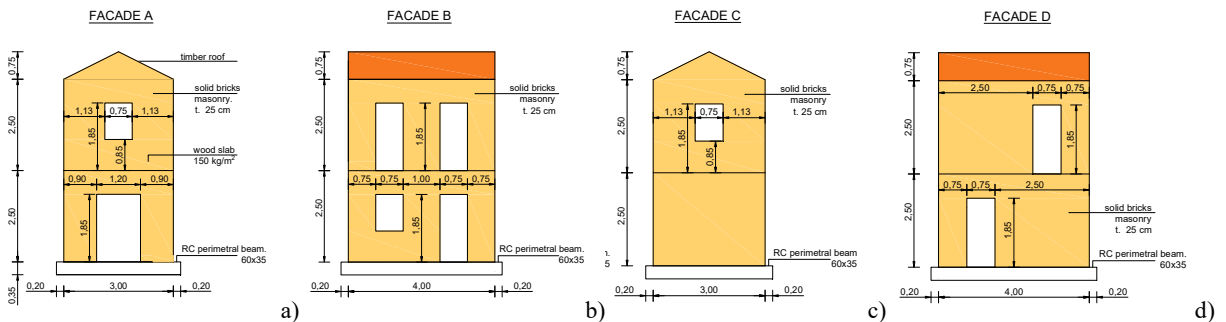 FACADE A
timber roof
0,75
solid bricks
masonry.
t. 25 cm
1,13
0,75
1,13
2,50
1,85
0,85
wood slab
150 kg/m²
0,90
1,20
0,90
2,50
1,85
RC perimetral beam.
60x35
0,35
0,20
3,00
0,20
a)
FACADE B
0,75
solid bricks
masonry
t. 25 cm
2,50
1,85
0,75
0,75
1,00
0,75
0,75
2,50
1,85
RC perimetral beam.
60x35
0,20
4,00
0,20
b)
FACADE C
0,75
solid bricks
masonry
t. 25 cm
1,13
0,75
1,13
2,50
1,85
0,85
2,50
RC perimetral beam
60x35
0,20
3,00
0,20
c)
FACADE D
0,75
2,50
0,75
0,75
2,50
1,85
0,75
0,75
2,50
2,50
1,85
solid bricks
masonry
t. 25 cm
RC perimetral beam
60x35
0,20
4,00
0,20
d)